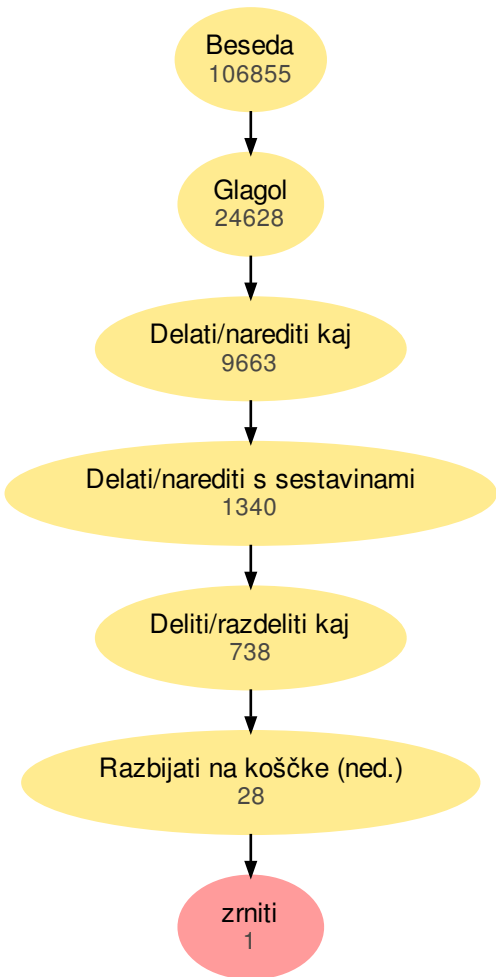 Beseda
106855
Glagol
24628
Delati/narediti kaj
9663
Delati/narediti s sestavinami
1340
Deliti/razdeliti kaj
738
Razbijati na koščke (ned.)
28
zrniti
1